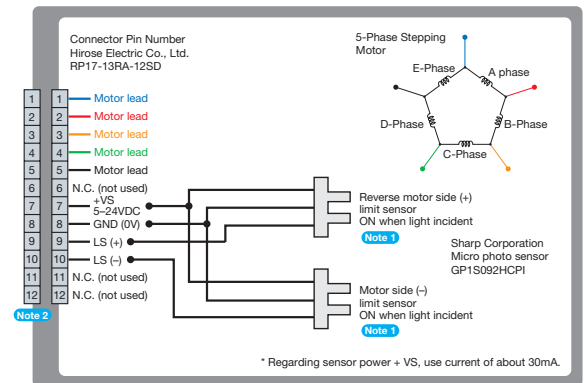 Connector Pin Number
Hirose Electric Co., Ltd.
RP17-13RA-12SD
5-Phase Stepping
Motor
E-Phase
A phase
D-Phase
B-Phase
C-Phase
1 1 Motor lead
2 2 Motor lead
3 3 Motor lead
4 4 Motor lead
5 5 Motor lead
6 6 N.C. (not used)
7 7 +VS
5–24VDC
8 8 GND (0V)
9 9 LS (+)
10 10 LS (–)
11 11 N.C. (not used)
12 12 N.C. (not used)
Note 2
Reverse motor side (+)
limit sensor
ON when light incident
Note 1
Sharp Corporation
Micro photo sensor
GP1S092HCPI
Motor side (–)
limit sensor
ON when light incident
Note 1
* Regarding sensor power + VS, use current of about 30mA.